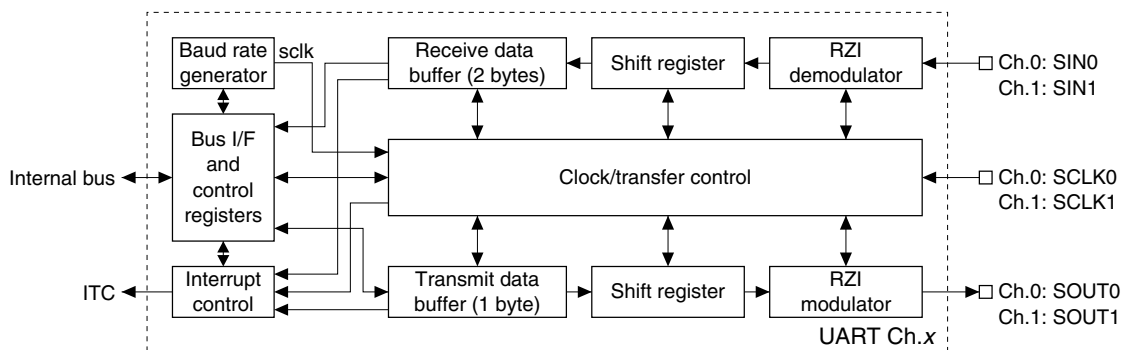 Baud rate
generator
sclk
Receive data
buffer (2 bytes)
Shift register
RZI
demodulator
Ch.0: SIN0
Ch.1: SIN1
Internal bus
Bus I/F
and
control
registers
Clock/transfer control
Ch.0: SCLK0
Ch.1: SCLK1
ITC
Interrupt
control
Transmit data
buffer (1 byte)
Shift register
RZI
modulator
Ch.0: SOUT0
Ch.1: SOUT1
UART Ch.x